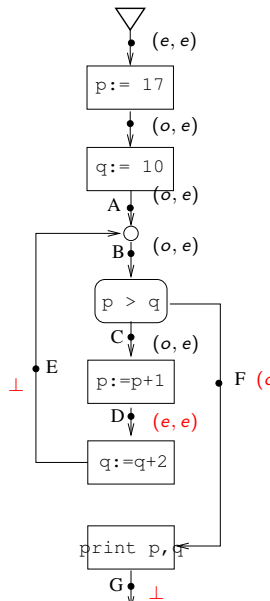 (e, e)
p:= 17
(o, e)
q:= 10
A (o, e)
B (o, e)
p > q
C (o, e)
p:=p+1
E
⊥
F (o
D (e, e)
q:=q+2
print p,q
G ⊥